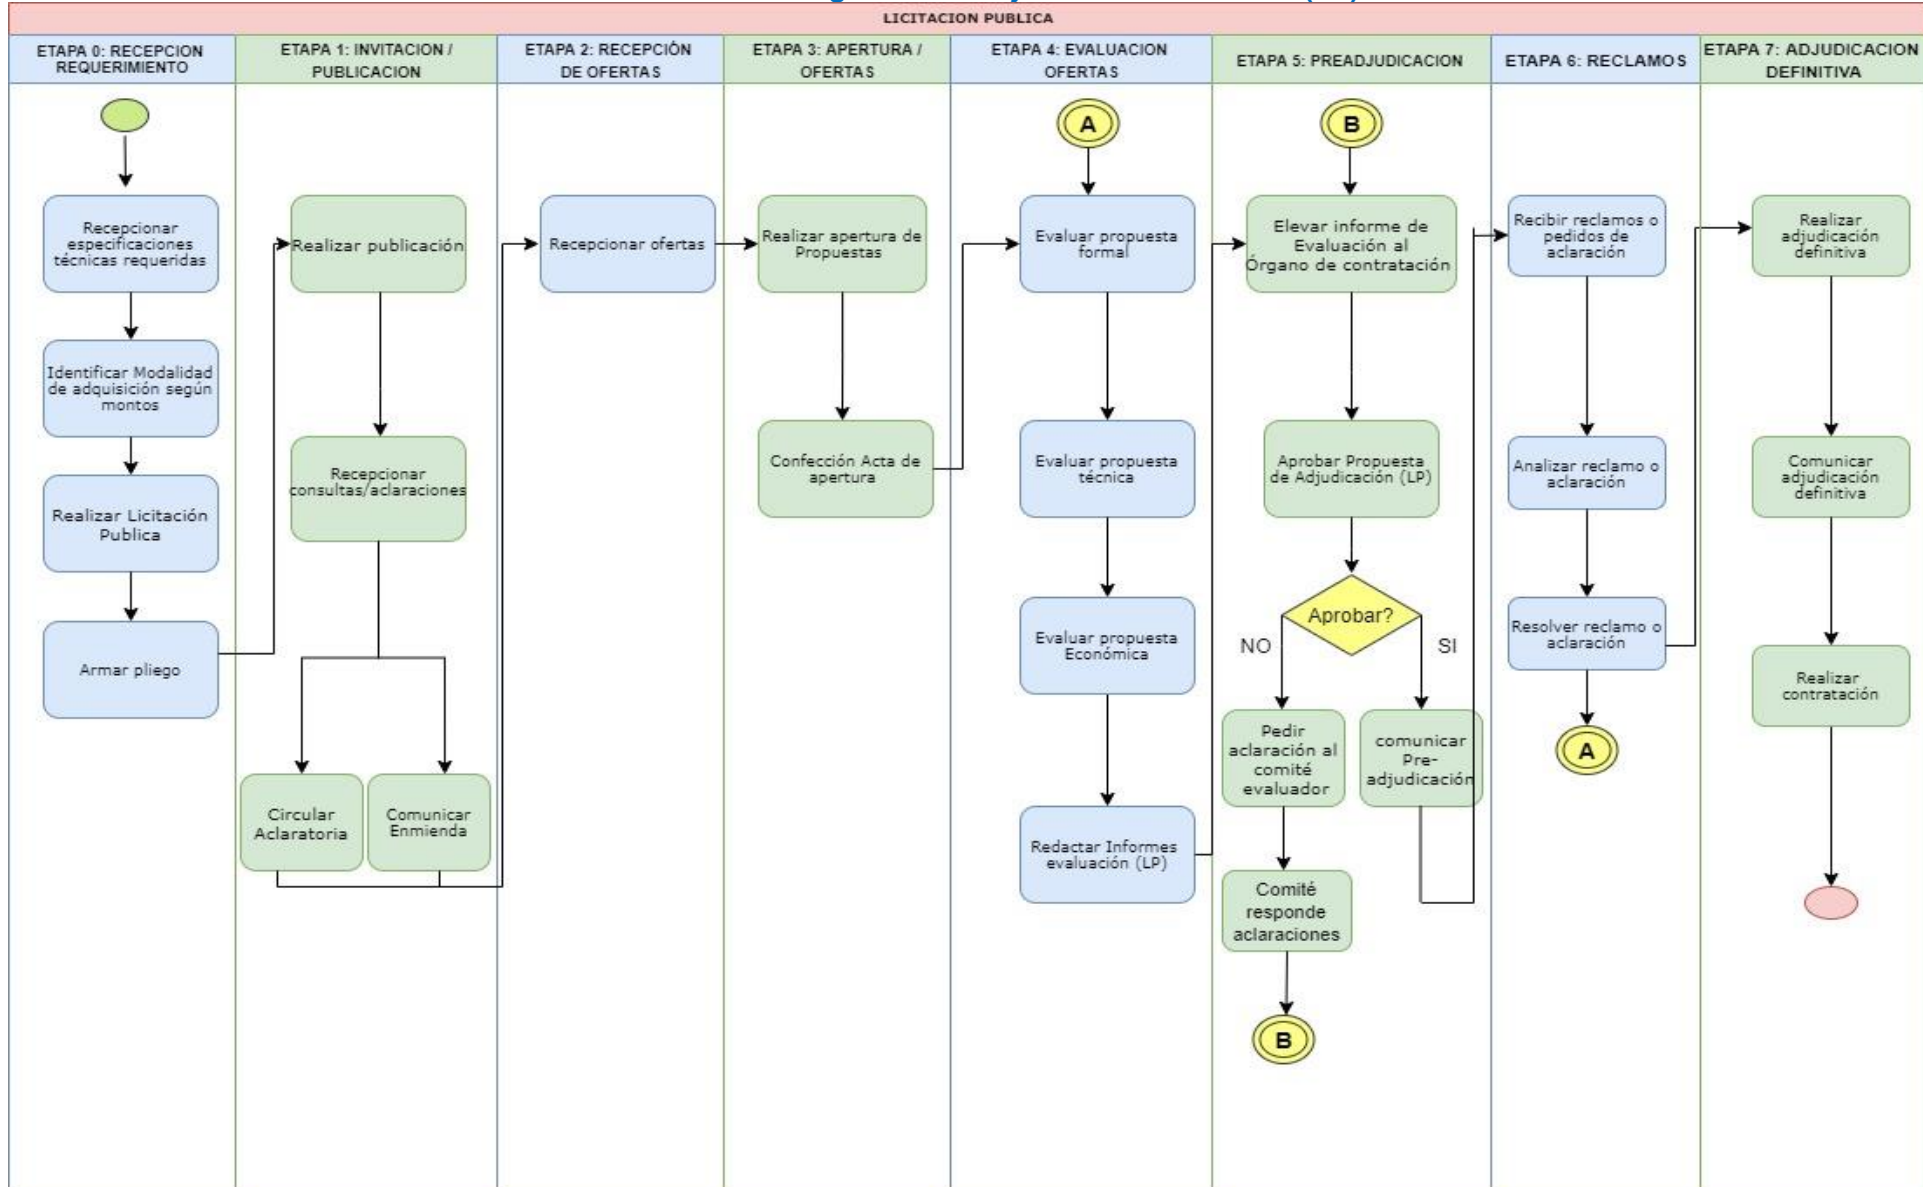 LICITACION PUBLICA
ETAPA 0: RECEPCION
REQUERIMIENTO
ETAPA 1: INVITACION /
PUBLICACION
ETAPA 2: RECEPCIÓN
DE OFERTAS
ETAPA 3: APERTURA /
OFERTAS
ETAPA 4: EVALUACION
OFERTAS
ETAPA 5: PREADJUDICACION
ETAPA 6: RECLAMOS
ETAPA 7: ADJUDICACION
DEFINITIVA
Recepcionar
especificaciones
técnicas requeridas
Identificar Modalidad
de adquisición según
montos
Realizar Licitación
Publica
Armar pliego
Realizar publicación
Recepcionar
consultas/aclaraciones
Circular
Aclaratoria
Comunicar
Enmienda
Recepcionar ofertas
Realizar apertura de
Propuestas
Confección Acta de
apertura
A
Evaluar propuesta
formal
Evaluar propuesta
técnica
Evaluar propuesta
Económica
Redactar Informes
evaluación (LP)
B
Elevar informe de
Evaluación al
Órgano de contratación
Aprobar Propuesta
de Adjudicación (LP)
Aprobar?
NO
SI
Pedir
aclaración al
comité
evaluador
comunicar
Pre-
adjudicación
Comité
responde
aclaraciones
B
Recibir reclamos o
pedidos de
aclaración
Analizar reclamo o
aclaración
Resolver reclamo o
aclaración
A
Realizar
adjudicación
definitiva
Comunicar
adjudicación
definitiva
Realizar
contratación